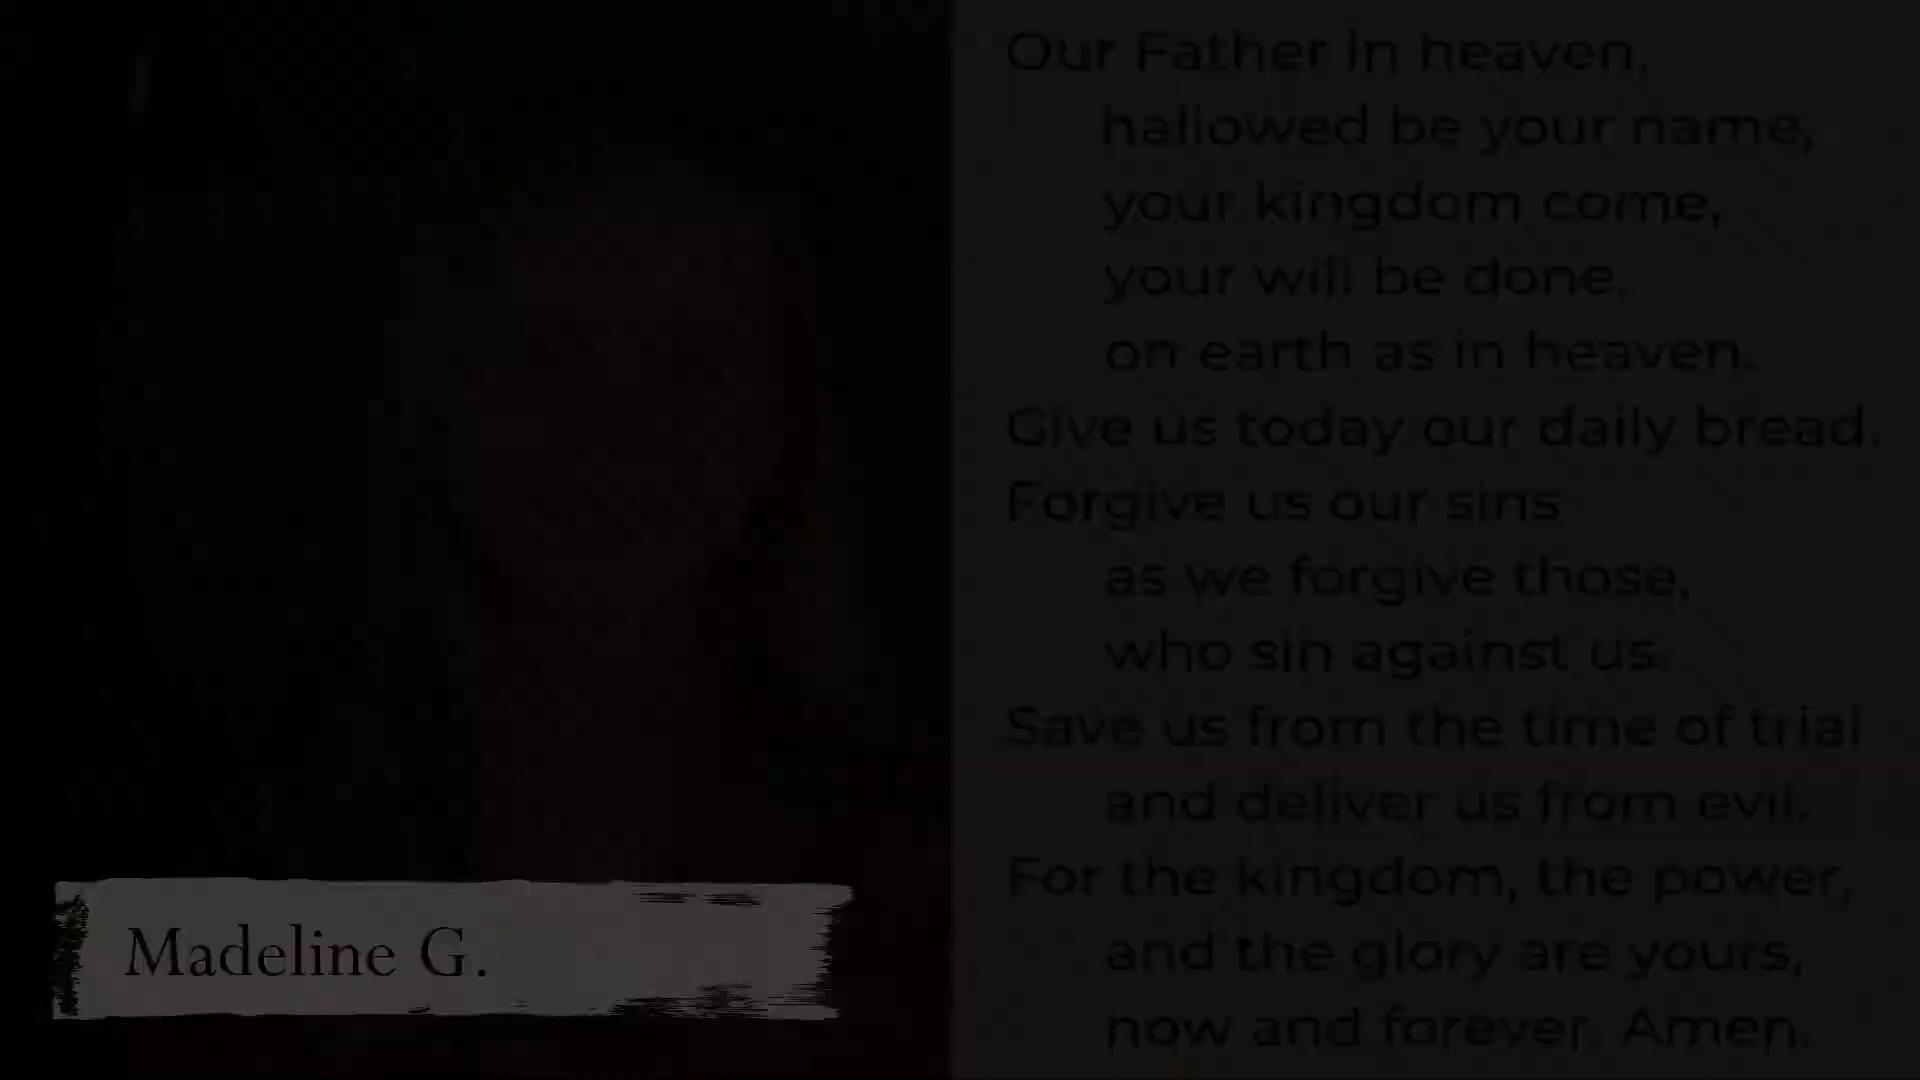 Our Father in heaven,
hallowed be your name,
your kingdom come,
your will be done,
on earth as in heaven.
Give us today our daily bread.
Forgive us our sins
as we forgive those,
who sin against us.
Save us from the time of trial
and deliver us from evil.
For the kingdom, the power,
and the glory are yours,
now and forever. Amen.
Madeline G.